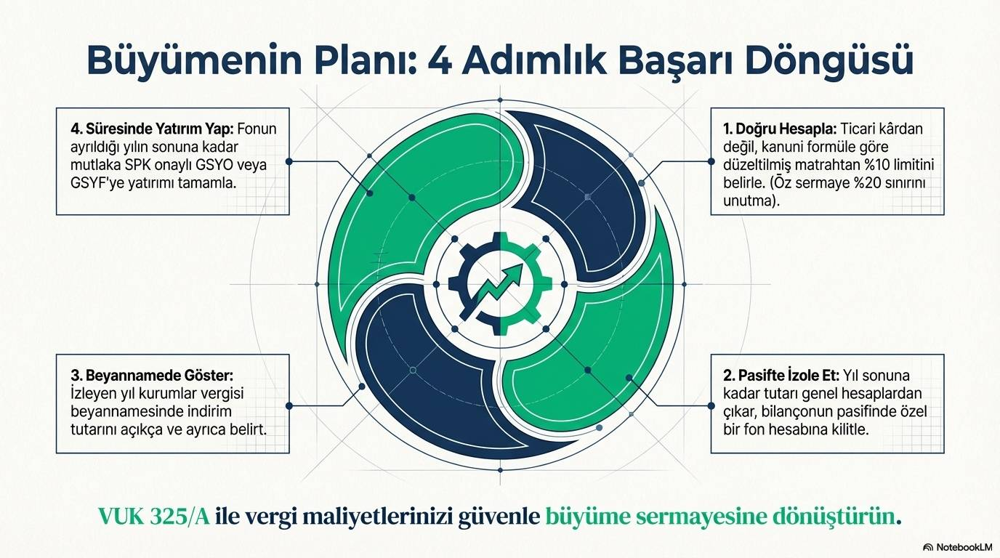 Büyümenin Planı: 4 Adımlık Başarı Döngüsü
4. Süresinde Yatırım Yap: Fonun
ayrıldığı yılın sonuna kadar
mutlaka SPK onaylı GSYO veya
GSYF'ye yatırımı tamamla.
1. Doğru Hesapla: Ticari kârdan
değil, kanuni formüle göre
düzeltilmiş matrahtan %10 limitini
belirle. (Öz sermaye %20 sınırını
unutma).
3. Beyannamede Göster:
İzleyen yıl kurumlar vergisi
beyannamesinde indirim
tutarını açıkça ve ayrıca belirt.
2. Pasifte İzole Et: Yıl sonuna
kadar tutarı genel hesaplardan
çıkar, bilançonun pasifinde özel
bir fon hesabına kilitle.
VUK 325/A ile vergi maliyetlerinizi güvenle büyüme sermayesine dönüştürün.
NotebookLM